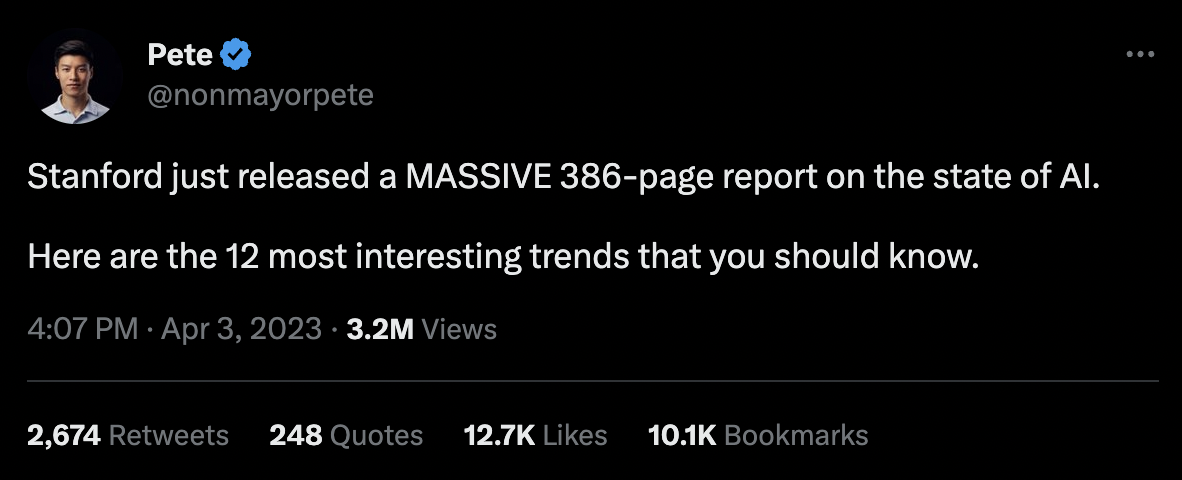 Pete
@nonmayorpete
Stanford just released a MASSIVE 386-page report on the state of AI.
Here are the 12 most interesting trends that you should know.
4:07 PM · Apr 3, 2023 · 3.2M Views
2,674 Retweets 248 Quotes 12.7K Likes 10.1K Bookmarks